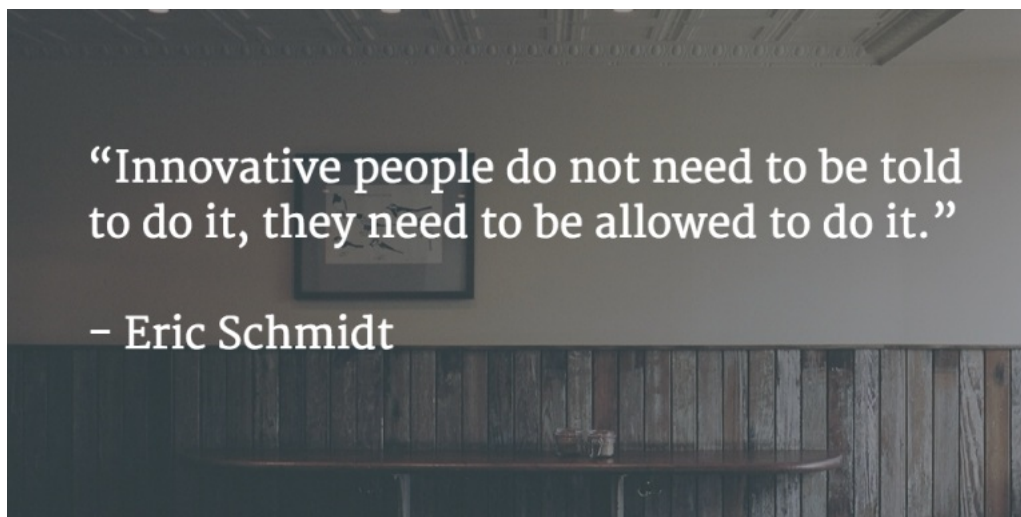 “Innovative people do not need to be told
to do it, they need to be allowed to do it.”
– Eric Schmidt